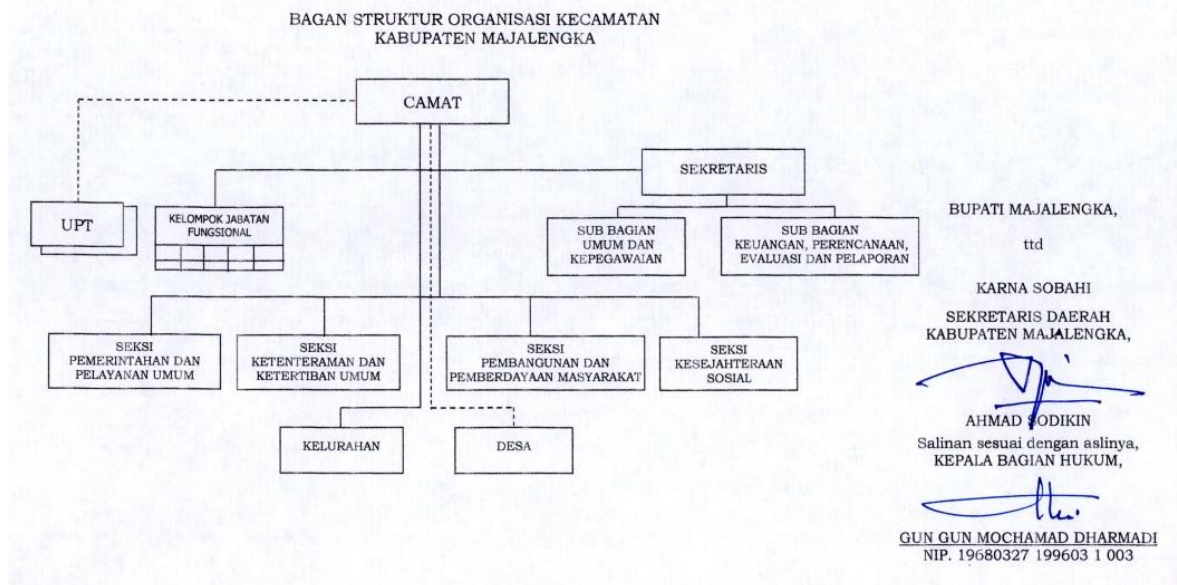 BAGAN STRUKTUR ORGANISASI KECAMATAN
KABUPATEN MAJALENGKA
CAMAT
SEKRETARIS
UPT
KELOMPOK JABATAN
FUNGSIONAL
SUB BAGIAN
UMUM DAN
KEPEGAWAIAN
SUB BAGIAN
KEUANGAN, PERENCANAAN,
EVALUASI DAN PELAPORAN
SEKSI
PEMERINTAHAN DAN
PELAYANAN UMUM
SEKSI
KETENTERAMAN DAN
KETERTIBAN UMUM
SEKSI
PEMBANGUNAN DAN
PEMBERDAYAAN MASYARAKAT
SEKSI
KESEJAHTERAAN
SOSIAL
KELURAHAN
DESA
BUPATI MAJALENGKA,
ttd
KARNA SOBAHI
SEKRETARIS DAERAH
KABUPATEN MAJALENGKA,
AHMAD SODIKIN
Salinan sesuai dengan aslinya,
KEPALA BAGIAN HUKUM,
GUN GUN MOCHAMAD DHARMADI
NIP. 19680327 199603 1 003